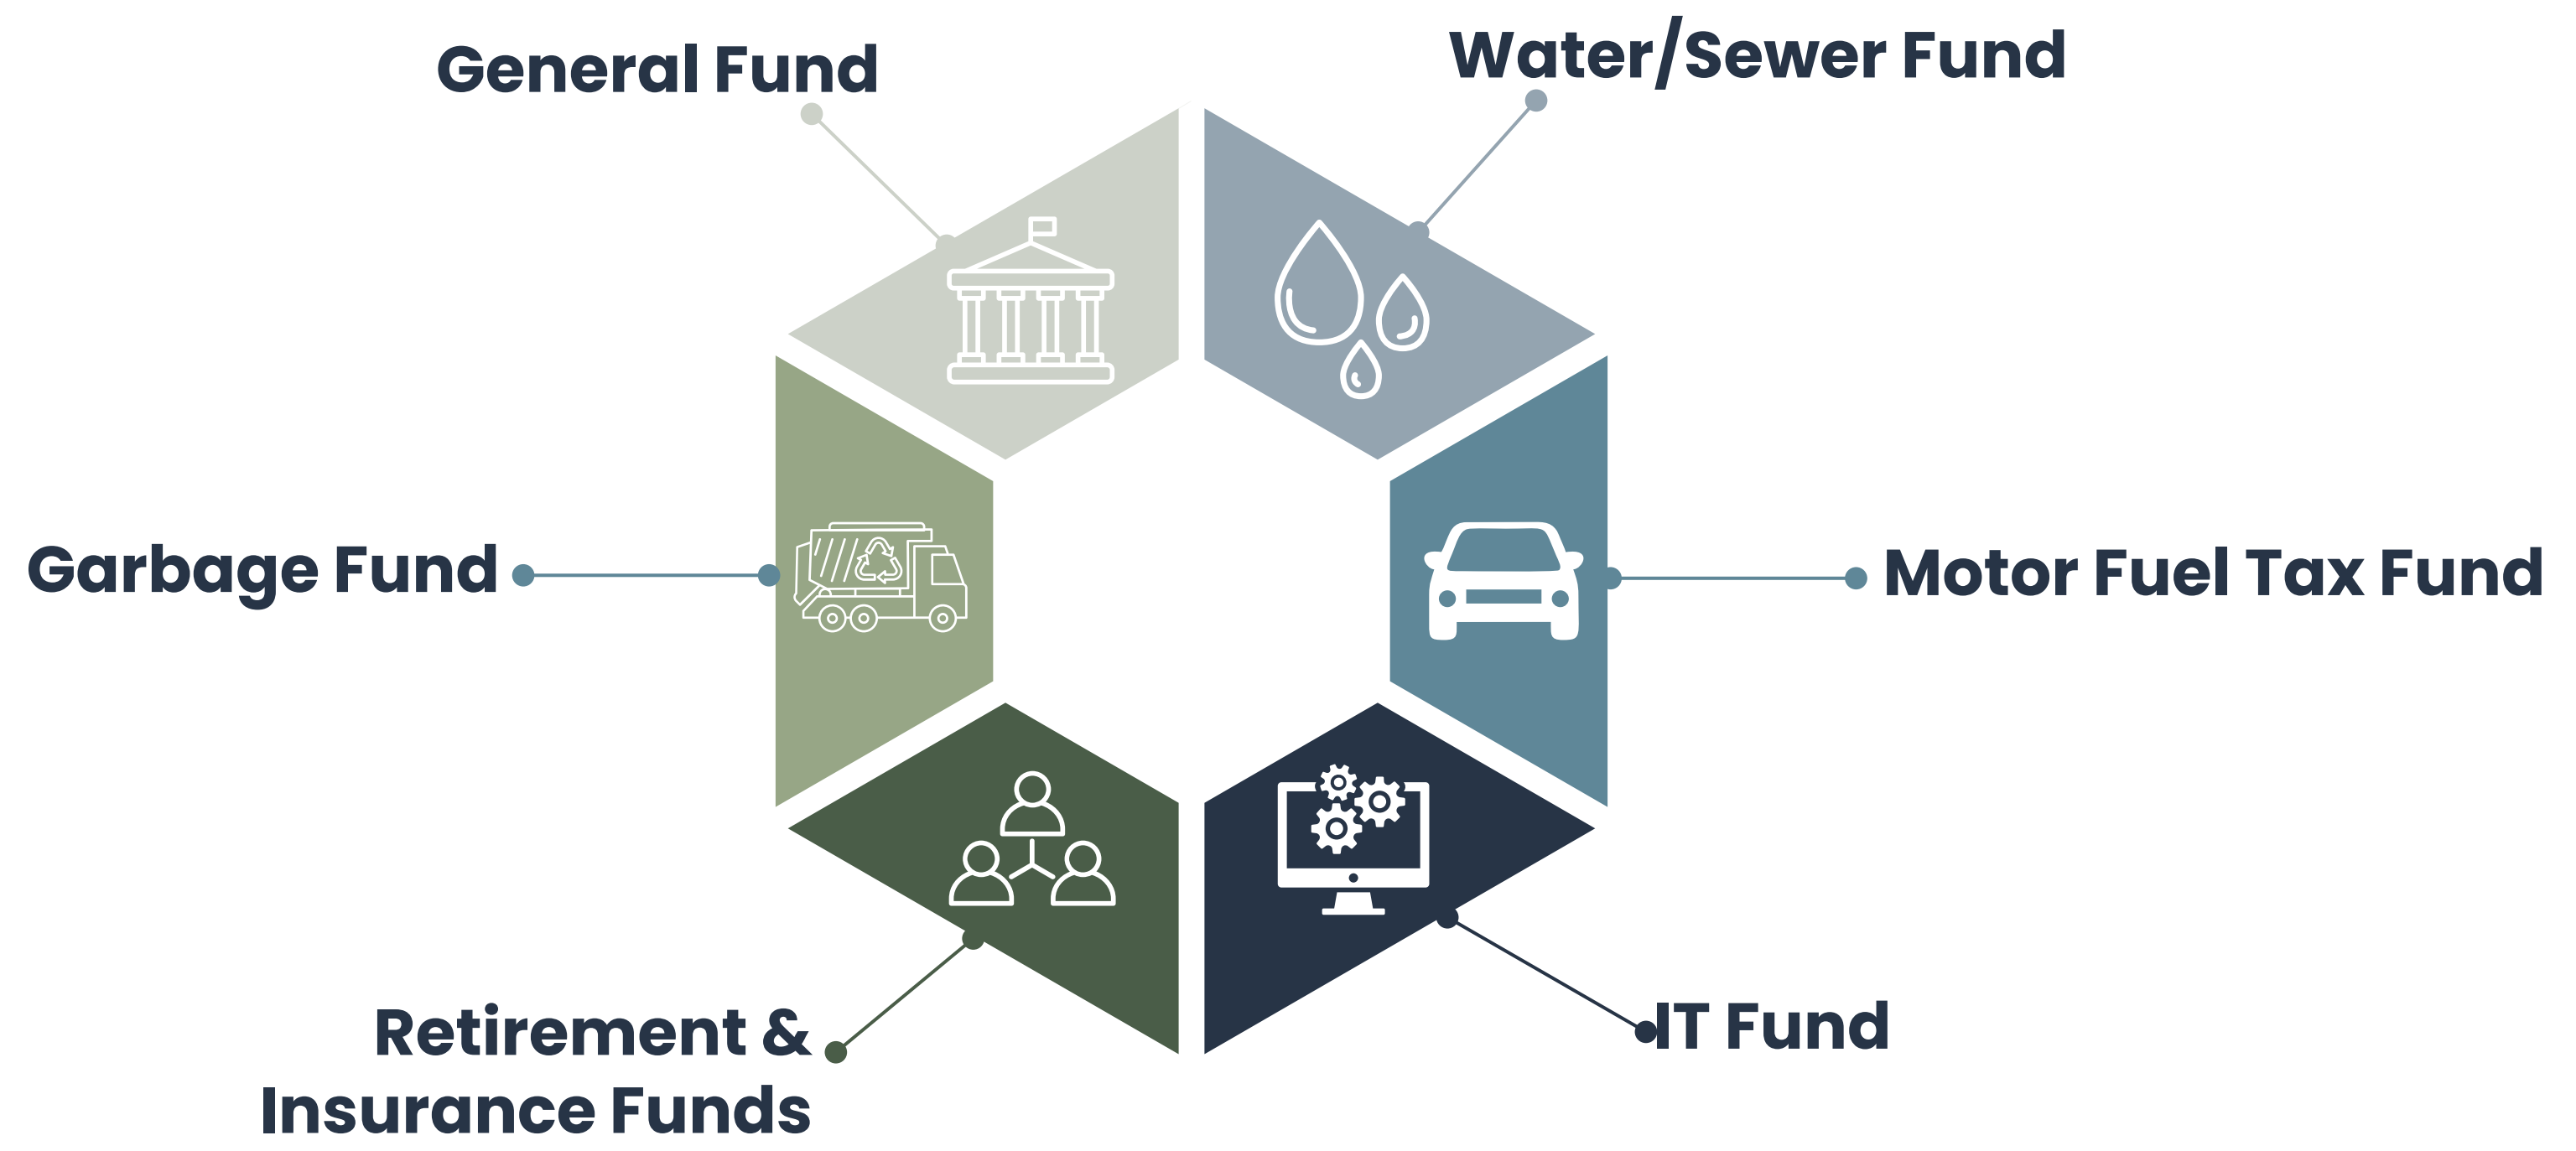 General Fund
Water/Sewer Fund
Garbage Fund
Motor Fuel Tax Fund
Retirement &
Insurance Funds
IT Fund